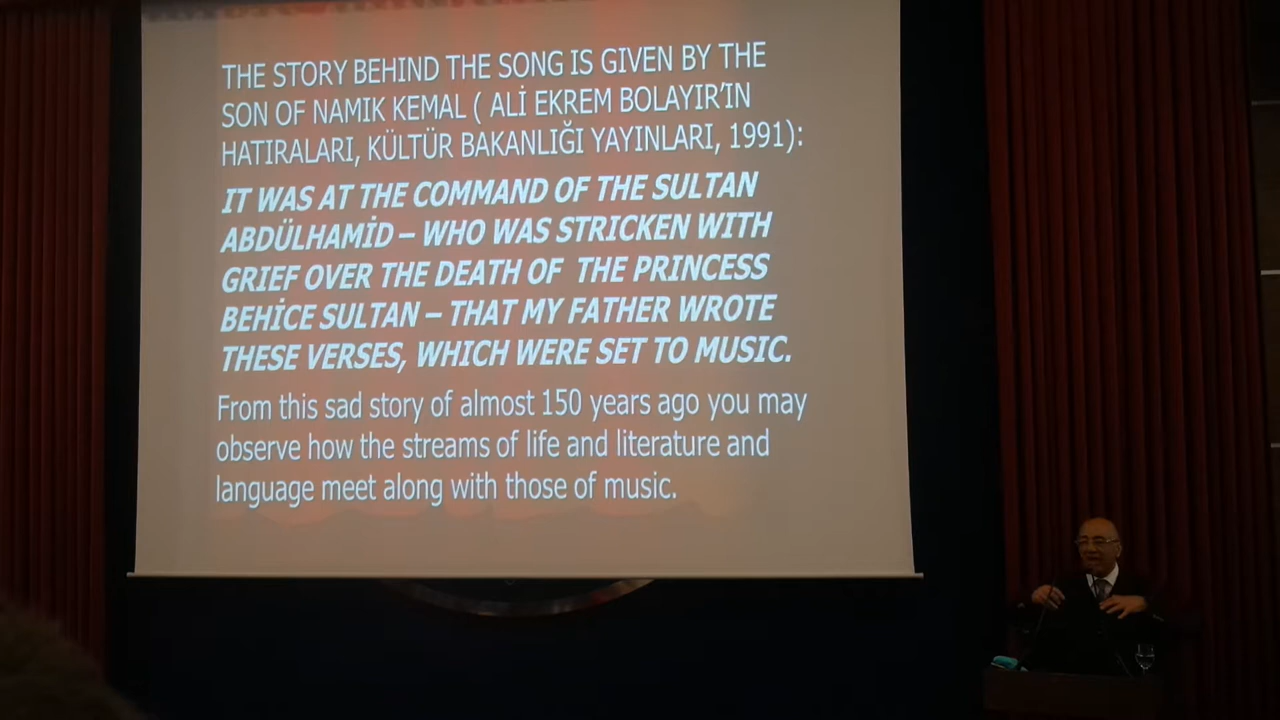 THE STORY BEHIND THE SONG IS GIVEN BY THE
SON OF NAMIK KEMAL ( ALİ EKREM BOLAYIR'IN
HATIRALARI, KÜLTÜR BAKANLIĞI YAYINLARI, 1991):
IT WAS AT THE COMMAND OF THE SULTAN
ABDÜLHAMİD – WHO WAS STRICKEN WITH
GRIEF OVER THE DEATH OF THE PRINCESS
BEHİCE SULTAN – THAT MY FATHER WROTE
THESE VERSES, WHICH WERE SET TO MUSIC.
From this sad story of almost 150 years ago you may
observe how the streams of life and literature and
language meet along with those of music.